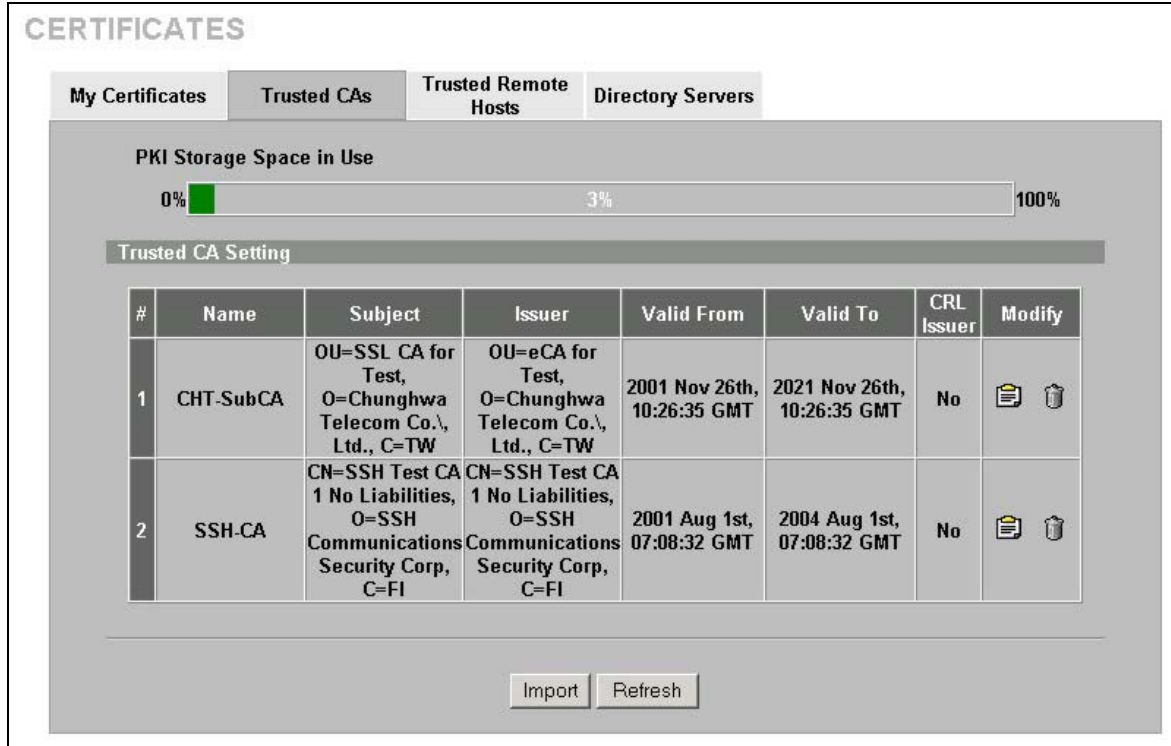 CERTIFICATES
My Certificates
Trusted CAs
Trusted Remote
Hosts
Directory Servers
PKI Storage Space in Use
0%
3%
100%
Trusted CA Setting
#
Name
Subject
Issuer
Valid From
Valid To
CRL
Issuer
Modify
1
CHT-SubCA
OU=SSL CA for
Test,
O=Chunghwa
Telecom Co.\,
Ltd., C=TW
OU=eCA for
Test,
O=Chunghwa
Telecom Co.\,
Ltd., C=TW
2001 Nov 26th,
10:26:35 GMT
2021 Nov 26th,
10:26:35 GMT
No
2
SSH-CA
CN=SSH Test CA
1 No Liabilities,
O=SSH
Communications
Security Corp,
C=FI
CN=SSH Test CA
1 No Liabilities,
O=SSH
Communications
Security Corp,
C=FI
2001 Aug 1st,
07:08:32 GMT
2004 Aug 1st,
07:08:32 GMT
No
Import
Refresh